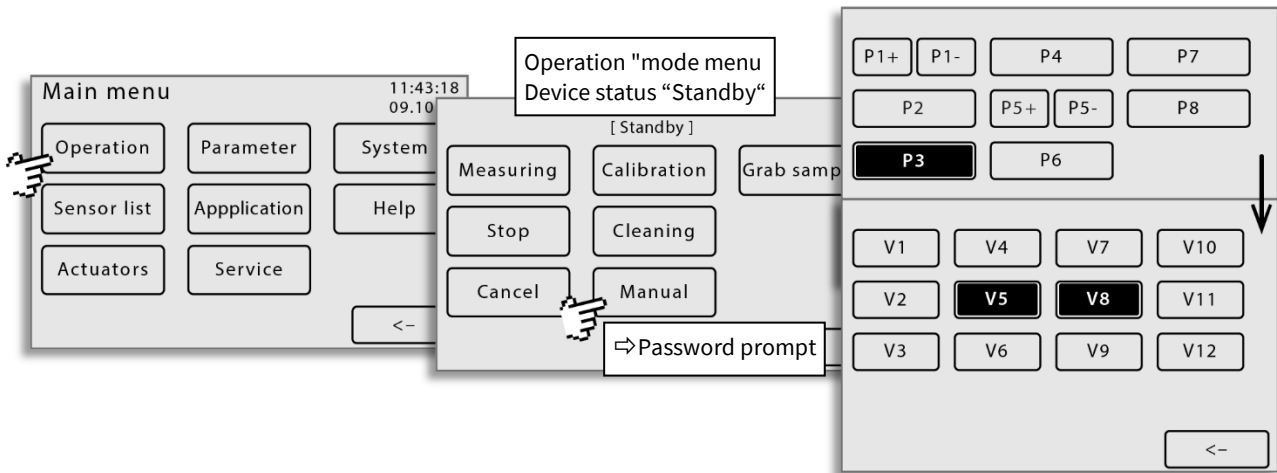 Main menu
11:43:18
09.10
Operation
Parameter
System
Sensor list
Appplication
Help
Actuators
Service
<-
Operation "mode menu
Device status “Standby“
[ Standby ]
Measuring
Calibration
Grab samp
Stop
Cleaning
Cancel
Manual
⇨Password prompt
P1+ P1- P4 P7
P2 P5+ P5- P8
P3 P6
V1 V4 V7 V10
V2 V5 V8 V11
V3 V6 V9 V12
<-